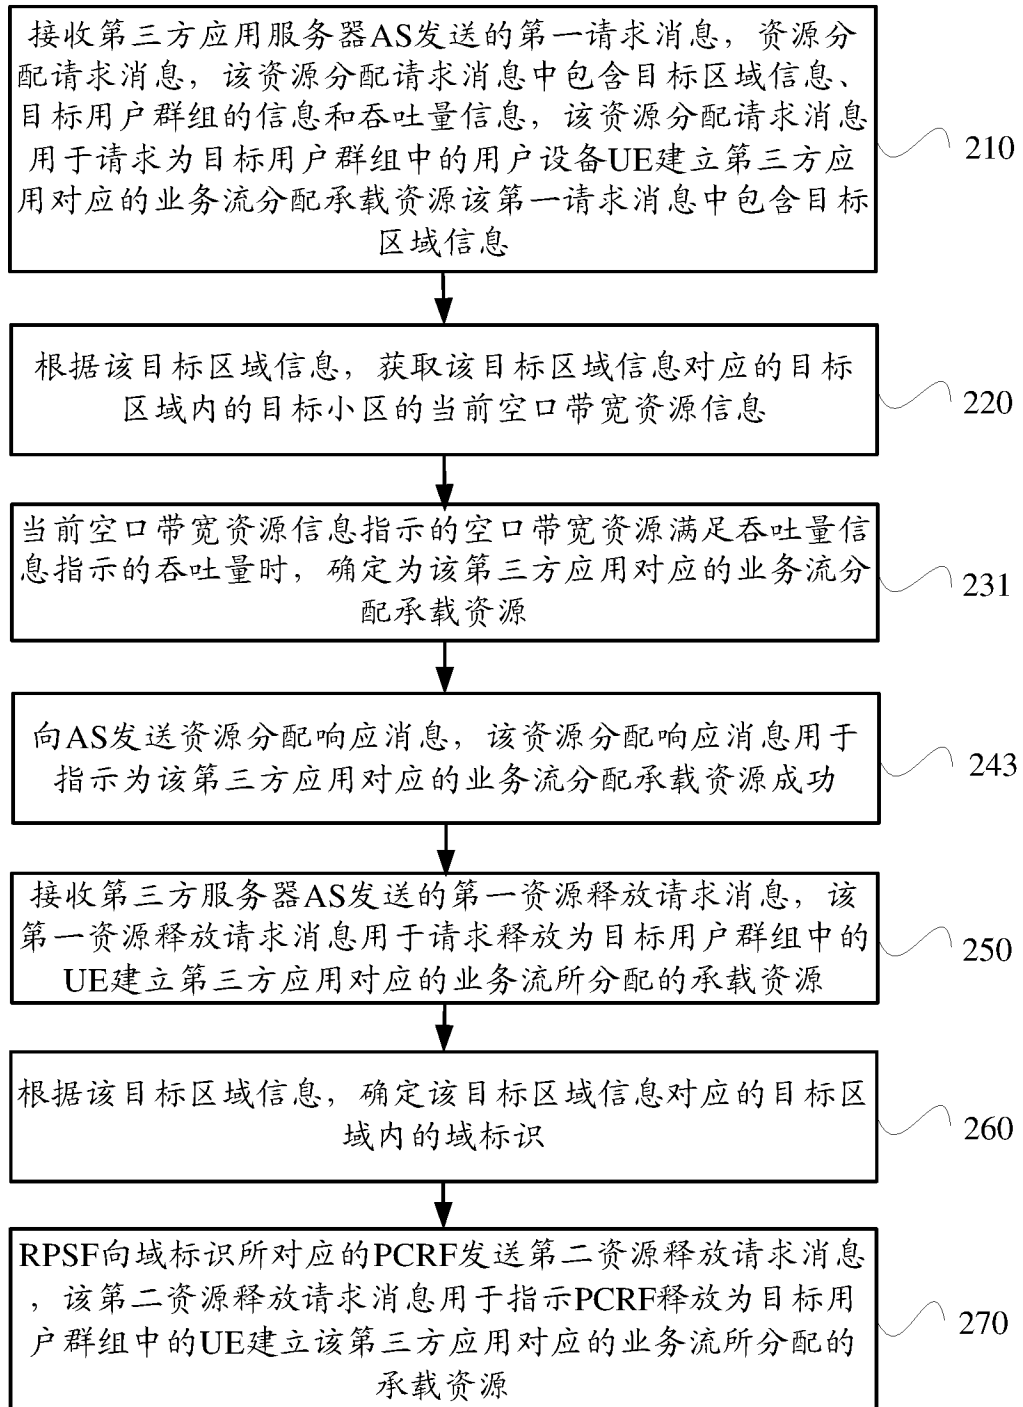 接收第三方应用服务器AS发送的第一请求消息，资源分
配请求消息，该资源分配请求消息中包含目标区域信息、
目标用户群组的信息和吞吐量信息，该资源分配请求消息
用于请求为目标用户群组中的用户设备UE建立第三方应
用对应的业务流分配承载资源该第一请求消息中包含目标
区域信息
210
根据该目标区域信息，获取该目标区域信息对应的目标
区域内的目标小区的当前空口带宽资源信息
220
当前空口带宽资源信息指示的空口带宽资源满足吞吐量信
息指示的吞吐量时，确定为该第三方应用对应的业务流分
配承载资源
231
向AS发送资源分配响应消息，该资源分配响应消息用于
指示为该第三方应用对应的业务流分配承载资源成功
243
接收第三方服务器AS发送的第一资源释放请求消息，该
第一资源释放请求消息用于请求释放为目标用户群组中的
UE建立第三方应用对应的业务流所分配的承载资源
250
根据该目标区域信息，确定该目标区域信息对应的目标区
域内的域标识
260
RPSF向域标识所对应的PCRF发送第二资源释放请求消息
，该第二资源释放请求消息用于指示PCRF释放为目标用
户群组中的UE建立该第三方应用对应的业务流所分配的
承载资源
270